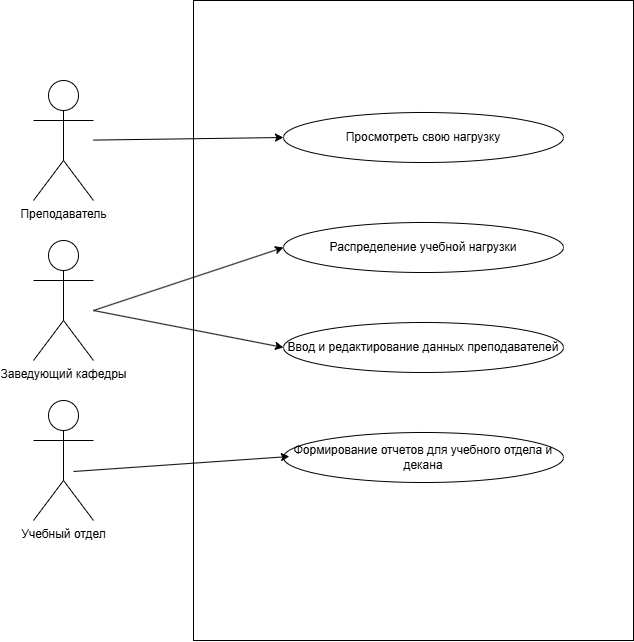 Просмотреть свою нагрузку
Преподаватель
Распределение учебной нагрузки
Ввод и редактирование данных преподавателей
Заведующий кафедры
Формирование отчетов для учебного отдела и
декана
Учебный отдел